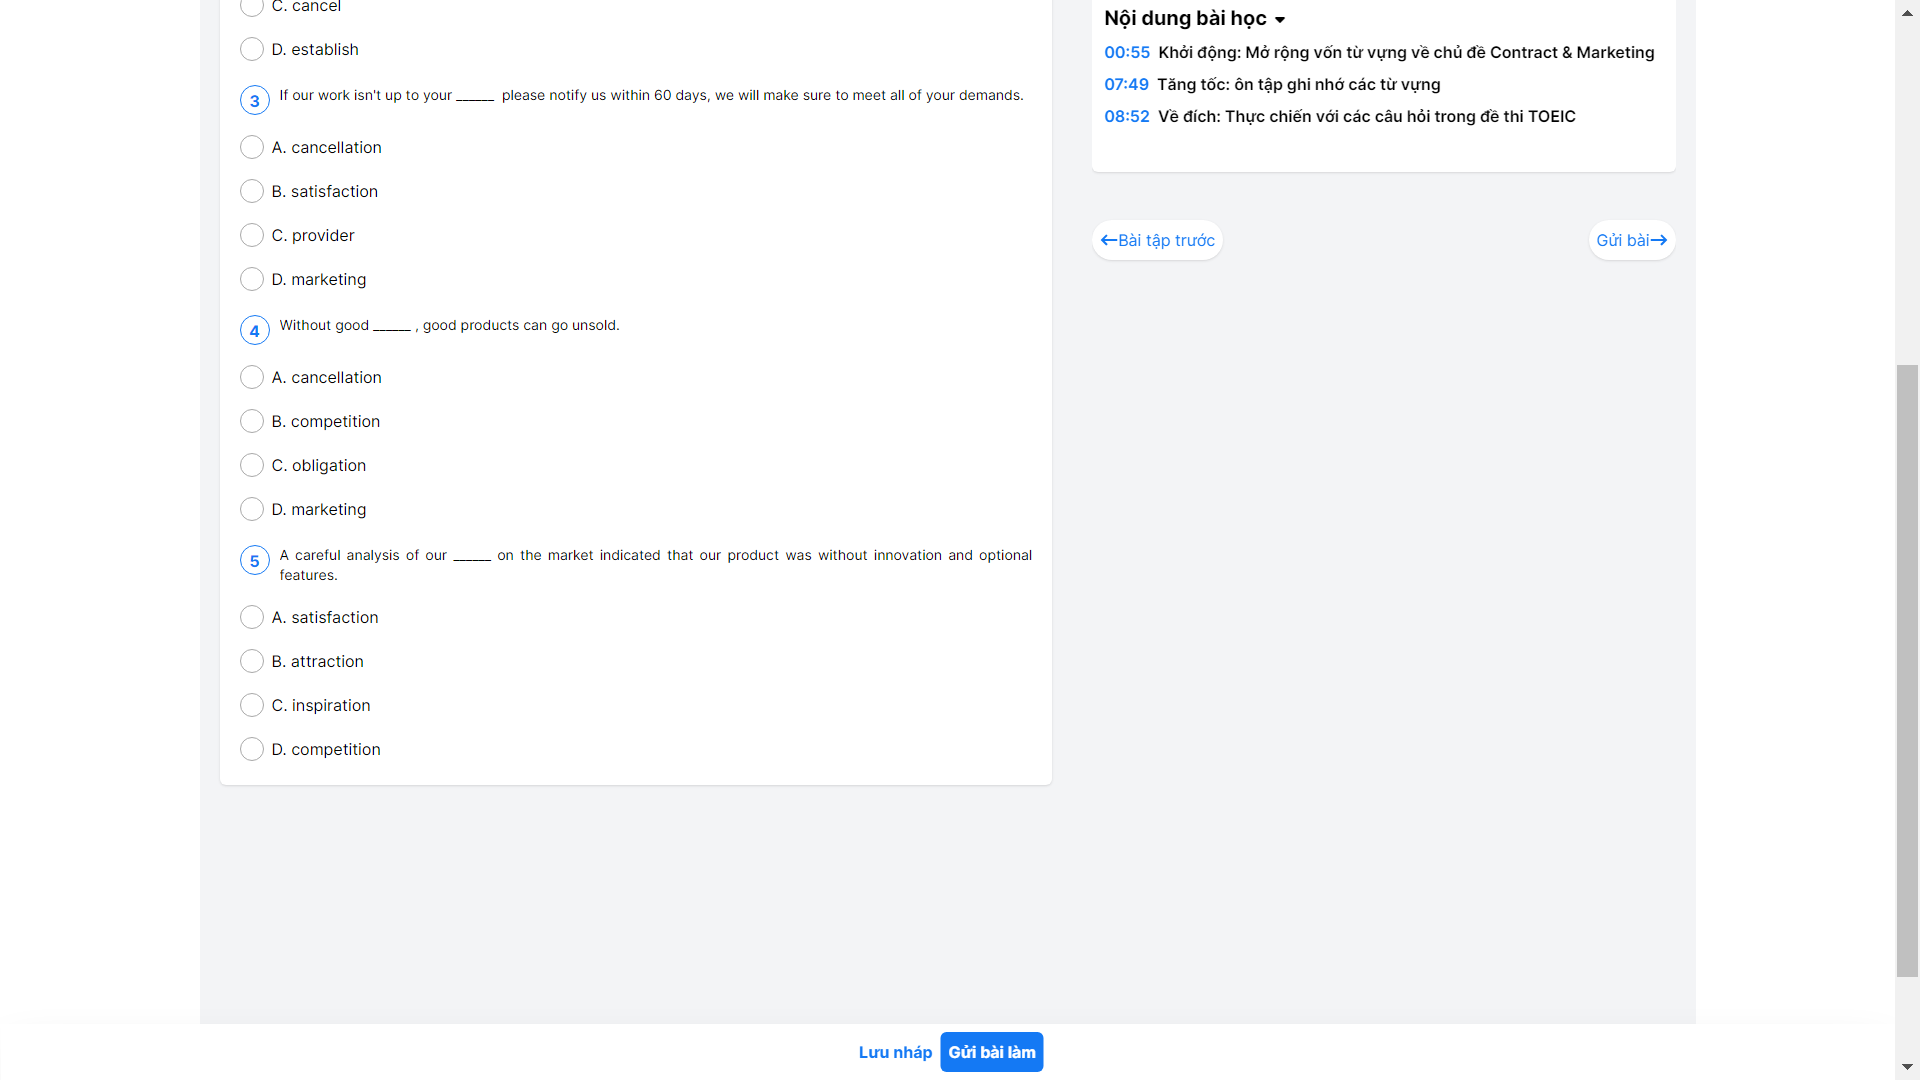 C. cancel
D. establish
3 If our work isn't up to your ______ please notify us within 60 days, we will make sure to meet all of your demands.
A. cancellation
B. satisfaction
C. provider
D. marketing
4 Without good ______ , good products can go unsold.
A. cancellation
B. competition
C. obligation
D. marketing
5 A careful analysis of our ______ on the market indicated that our product was without innovation and optional
features.
A. satisfaction
B. attraction
C. inspiration
D. competition
Nội dung bài học
00:55 Khởi động: Mở rộng vốn từ vựng về chủ đề Contract & Marketing
07:49 Tăng tốc: ôn tập ghi nhớ các từ vựng
08:52 Về đích: Thực chiến với các câu hỏi trong đề thi TOEIC
←Bài tập trước
Gửi bài→
Lưu nháp
Gửi bài làm